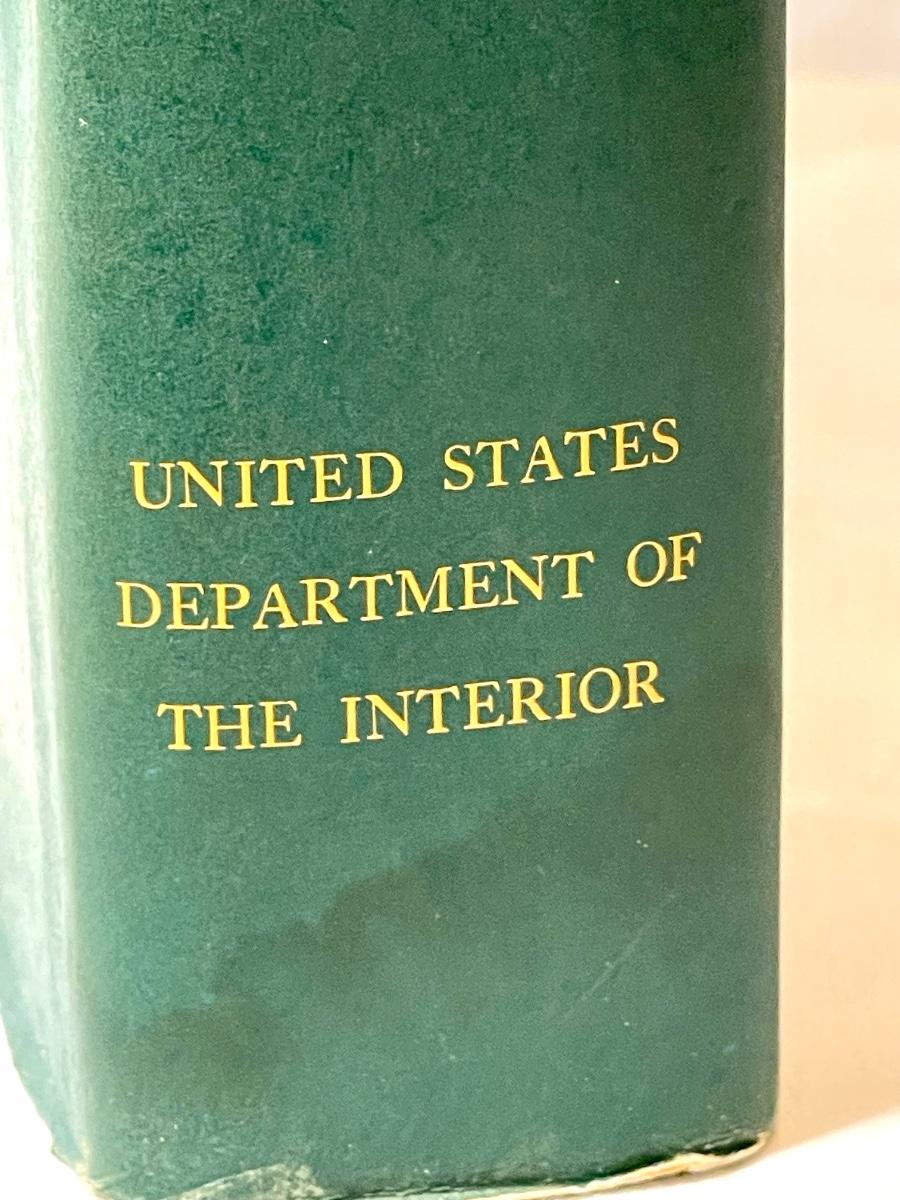 UNITED STATES
DEPARTMENT OF
THE INTERIOR